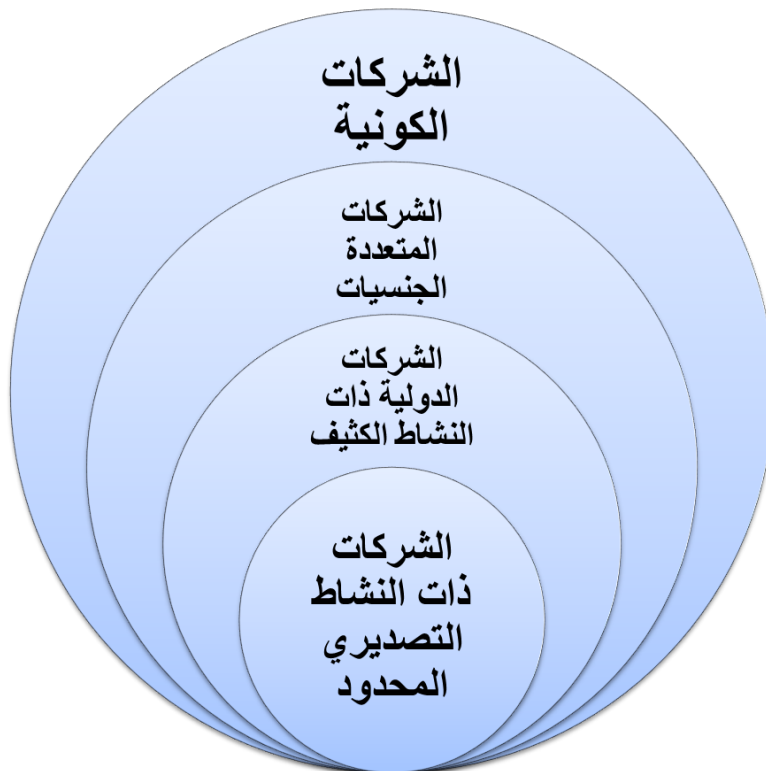 الشركات
الكونية
الشركات
المتعددة
الجنسيات
الشركات
الدولية ذات
النشاط الكثيف
الشركات
ذات النشاط
التصديري
المحدود